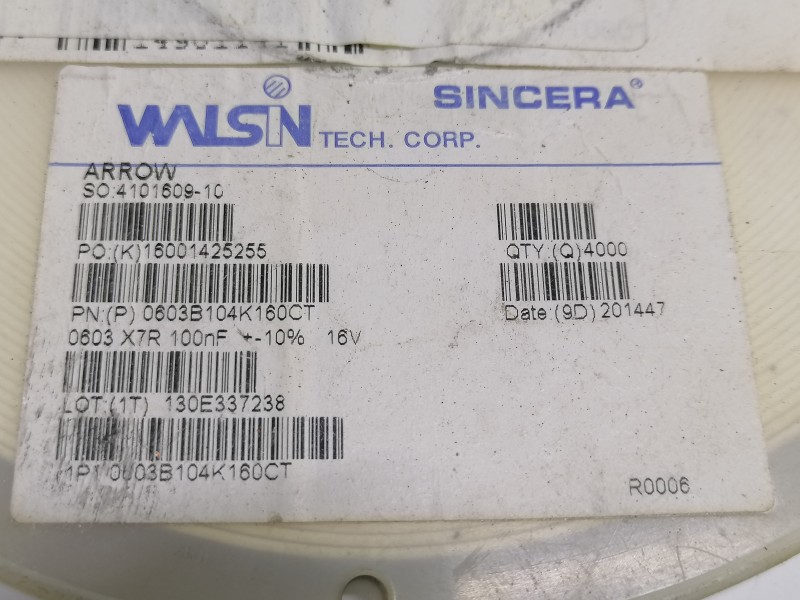 WALSIN TECH. CORP.
SINCERA®
ARROW
SO:4101609-10
PO:(K)16001425255
QTY:(Q)4000
PN:(P) 0603B104K160CT
Date:(9D)201447
0603 X7R 100nF +-10% 16V
LOT:(1T) 130E337238
(1P) 0603B104K160CT
R0006